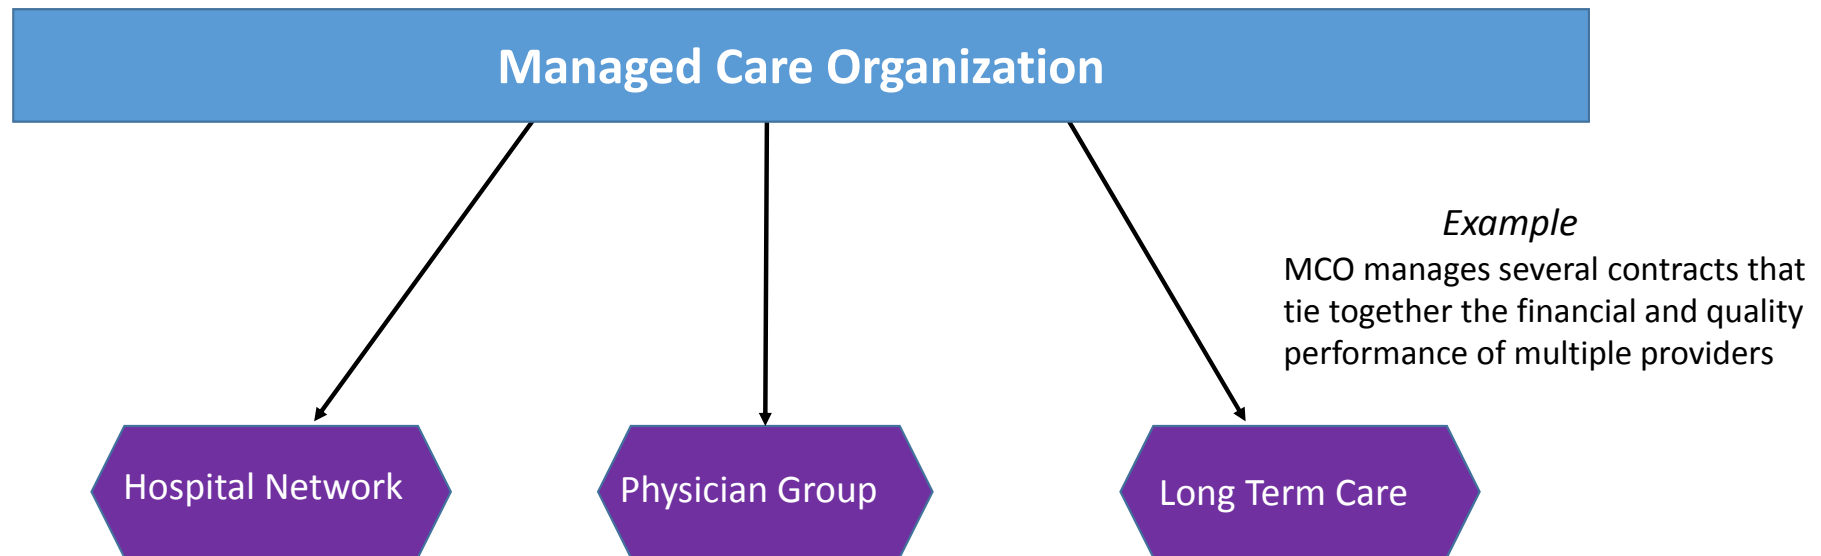 Managed Care Organization
Example
MCO manages several contracts that
tie together the financial and quality
performance of multiple providers
Hospital Network
Physician Group
Long Term Care